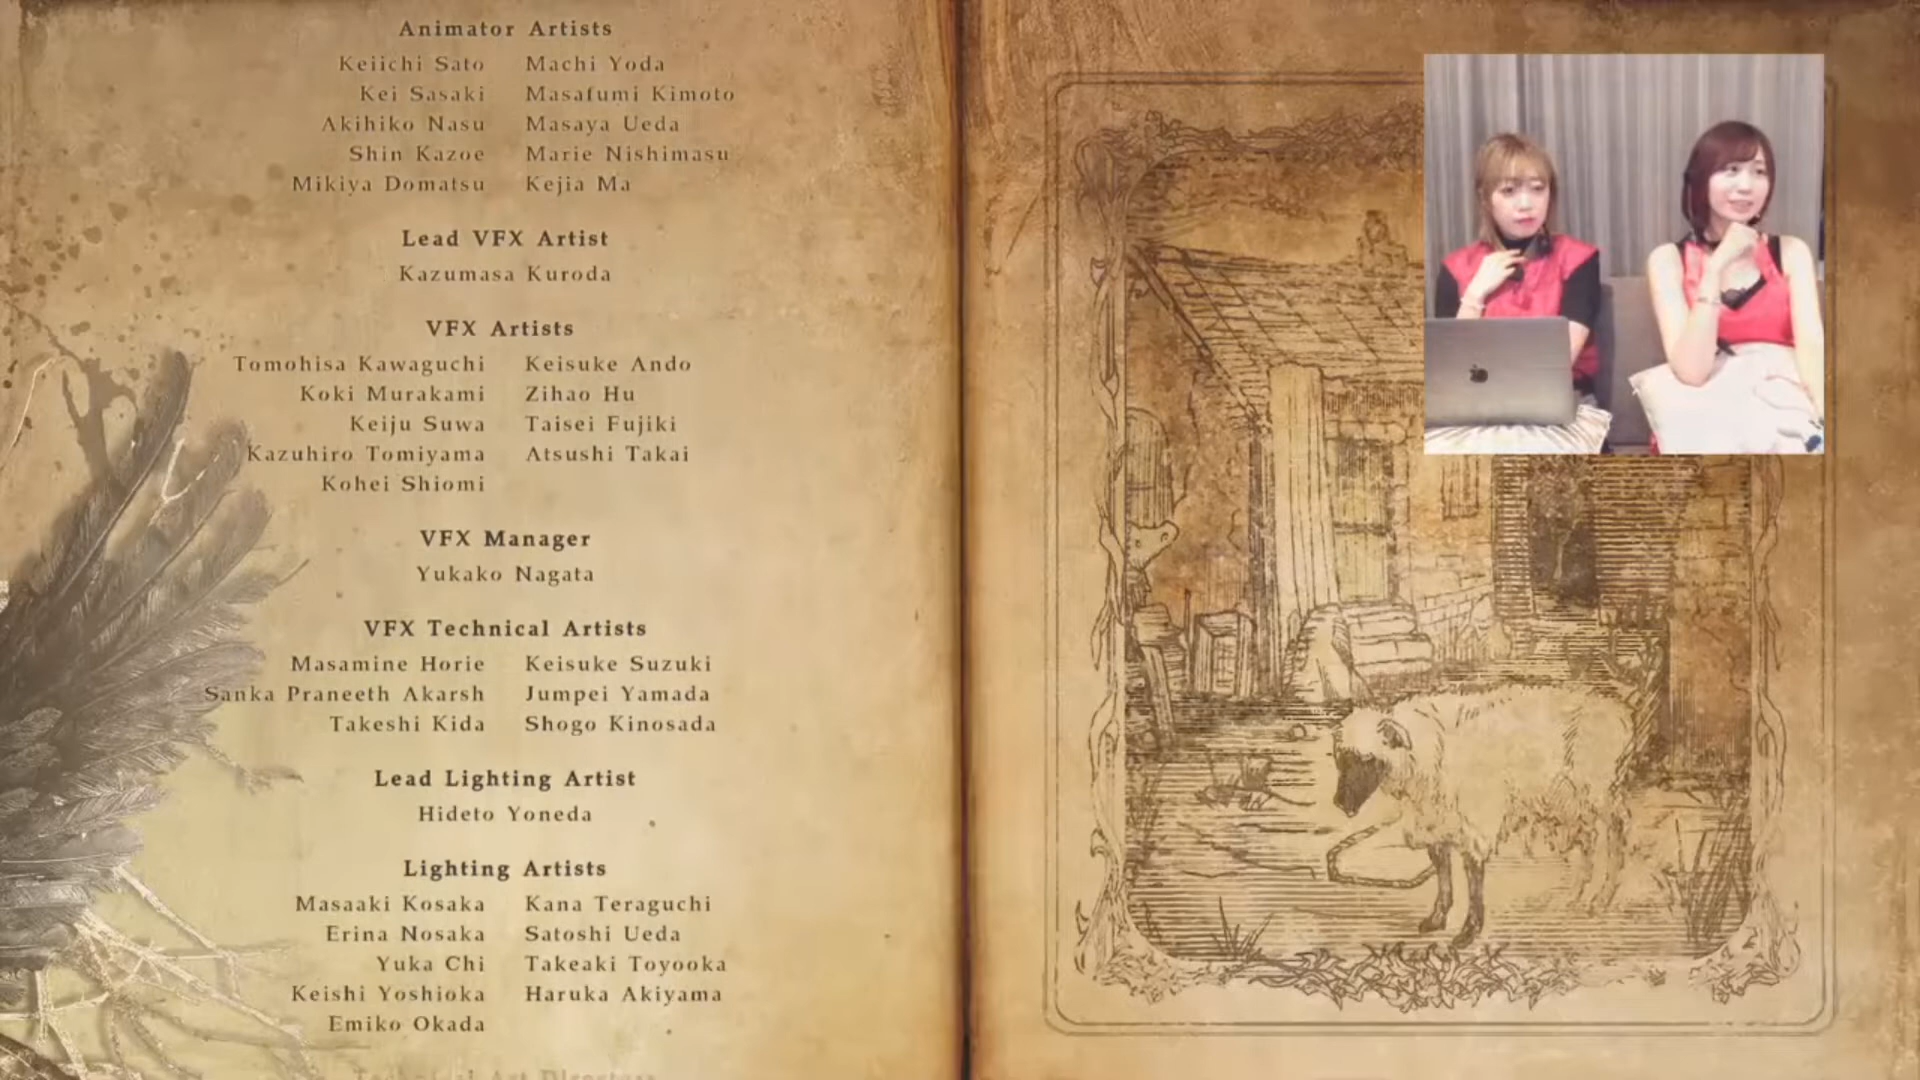 Animator Artists
Keiichi Sato Machi Yoda
Kei Sasaki Masafumi Kimoto
Akihiko Nasu Masaya Ueda
Shin Kazoe Marie Nishimasu
Mikiya Domatsu Kejia Ma
Lead VFX Artist
Kazumasa Kuroda
VFX Artists
Tomohisa Kawaguchi Keisuke Ando
Koki Murakami Zihao Hu
Keiju Suwa Taisei Fujiki
Kazuhiro Tomiyama Atsushi Takai
Kohei Shiomi
VFX Manager
Yukako Nagata
VFX Technical Artists
Masamine Horie Keisuke Suzuki
Sanka Praneeth Akarsh Jumpei Yamada
Takeshi Kida Shogo Kinosada
Lead Lighting Artist
Hideto Yoneda
Lighting Artists
Masaaki Kosaka Kana Teraguchi
Erina Nosaka Satoshi Ueda
Yuka Chi Takeaki Toyooka
Keishi Yoshioka Haruka Akiyama
Emiko Okada